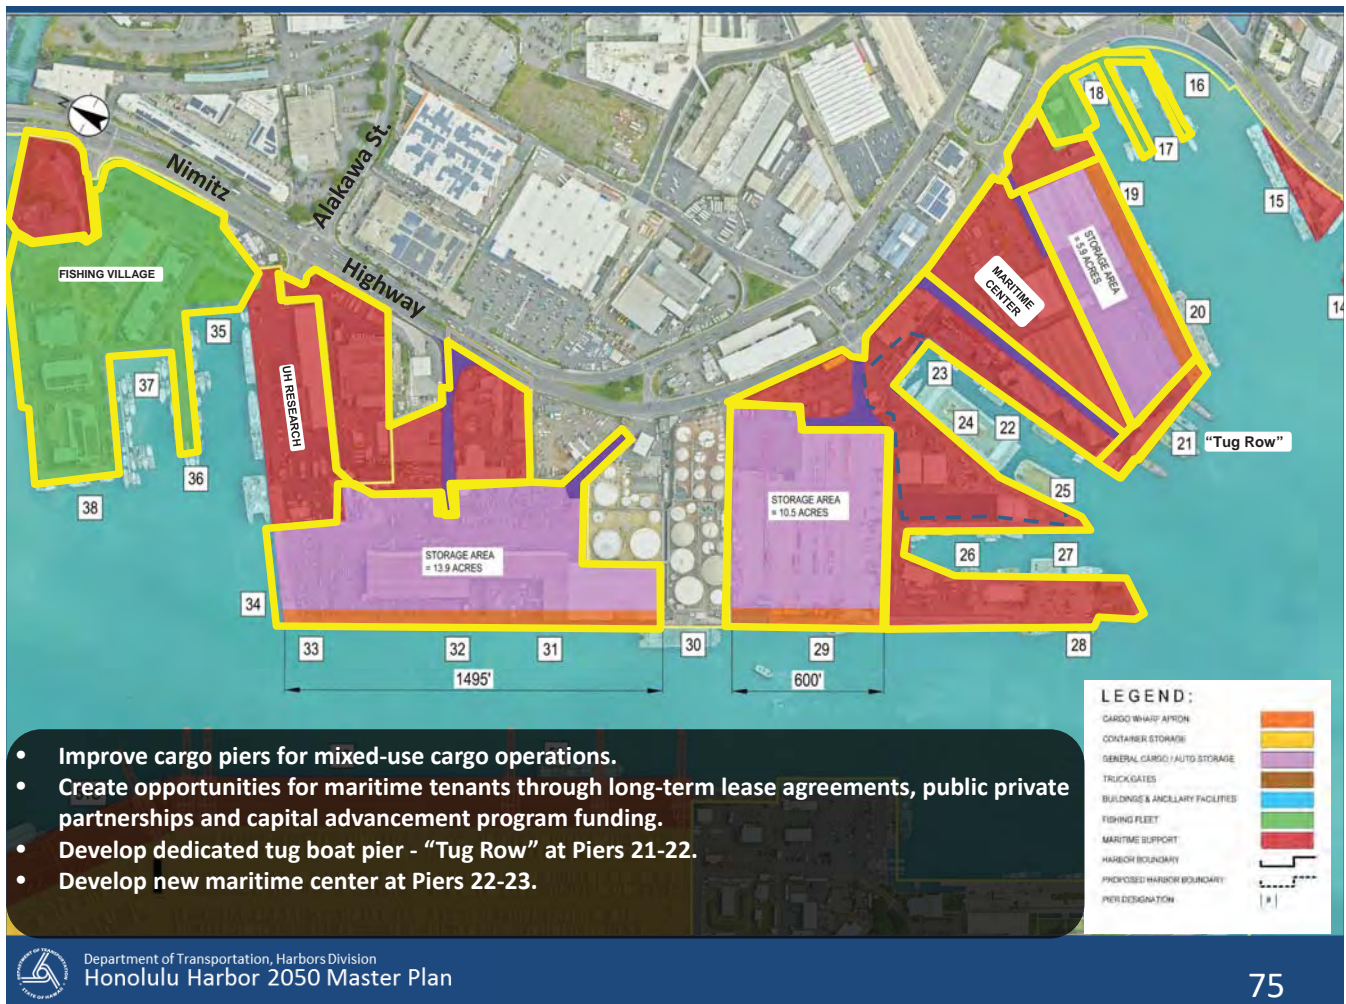 N
Nimitz
Highway
Alakawa St.
FISHING VILLAGE
UH RESEARCH
MARITIME
CENTER
STORAGE AREA
= 5.9 ACRES
STORAGE AREA
= 10.5 ACRES
STORAGE AREA
= 13.9 ACRES
18
16
17
19
15
14
20
21
“Tug Row”
22
23
24
25
26
27
28
29
30
31
32
33
34
35
36
37
38
1495'
600'
• Improve cargo piers for mixed-use cargo operations.
• Create opportunities for maritime tenants through long-term lease agreements, public private
partnerships and capital advancement program funding.
• Develop dedicated tug boat pier - “Tug Row” at Piers 21-22.
• Develop new maritime center at Piers 22-23.
LEGEND:
CARGO WHARF APRON
CONTAINER STORAGE
GENERAL CARGO / AUTO STORAGE
TRUCK GATES
BUILDINGS & ANCILLARY FACILITIES
FISHING FLEET
MARITIME SUPPORT
HARBOR BOUNDARY
PROPOSED HARBOR BOUNDARY
PIER DESIGNATION
#
DEPARTMENT OF TRANSPORTATION
STATE OF HAWAII
Department of Transportation, Harbors Division
Honolulu Harbor 2050 Master Plan
75